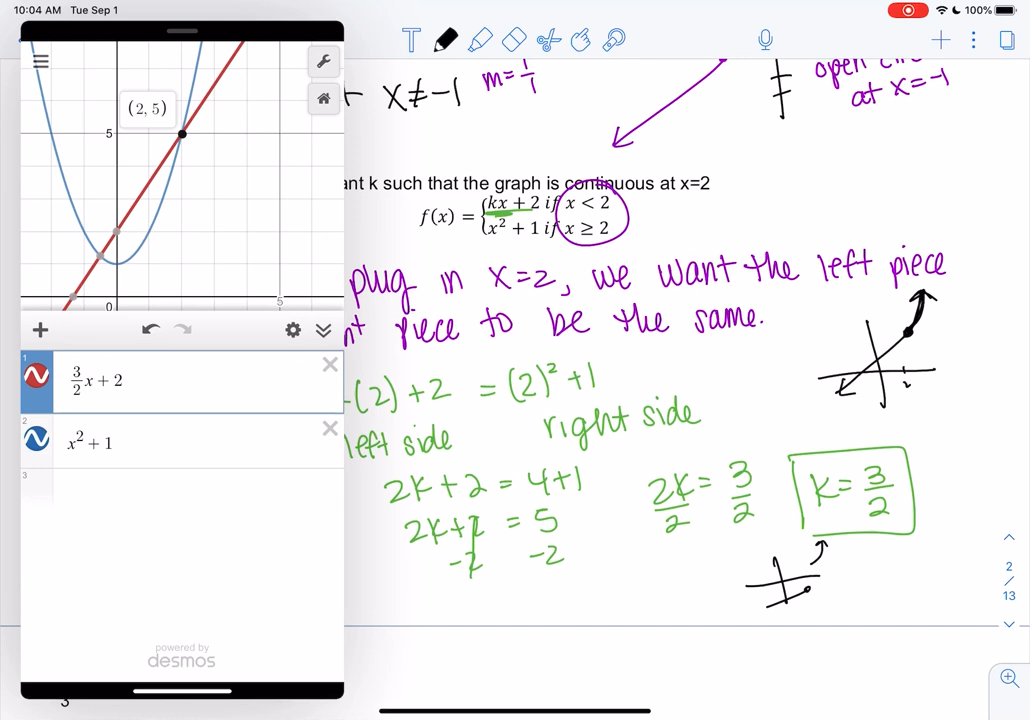 10:04 AM Tue Sep 1
100%
(2, 5)
5
0
5
3/2 x + 2
1
x² + 1
2
3
powered by
desmos
x ≠ -1
m = 1/1
at x = -1
ant k such that the graph is continuous at x=2
f(x) = { kx + 2 if x < 2
x² + 1 if x ≥ 2
plug in x=2, we want the left piece
piece to be the same.
(2) + 2 = (2)² + 1
left side right side
2k + 2 = 4+1
2k + 2 = 5
-2 -2
2k/2 = 3/2
k = 3/2
2
2
/
13
3